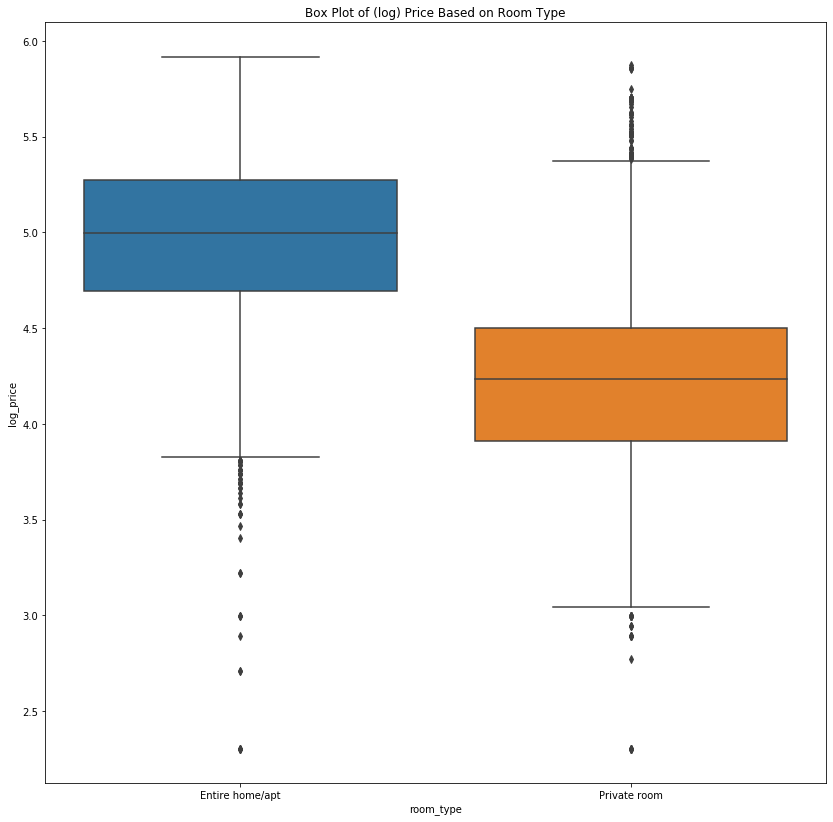 Box Plot of (log) Price Based on Room Type
6.0
5.5
5.0
4.5
4.0
3.5
3.0
2.5
log_price
Entire home/apt
Private room
room_type